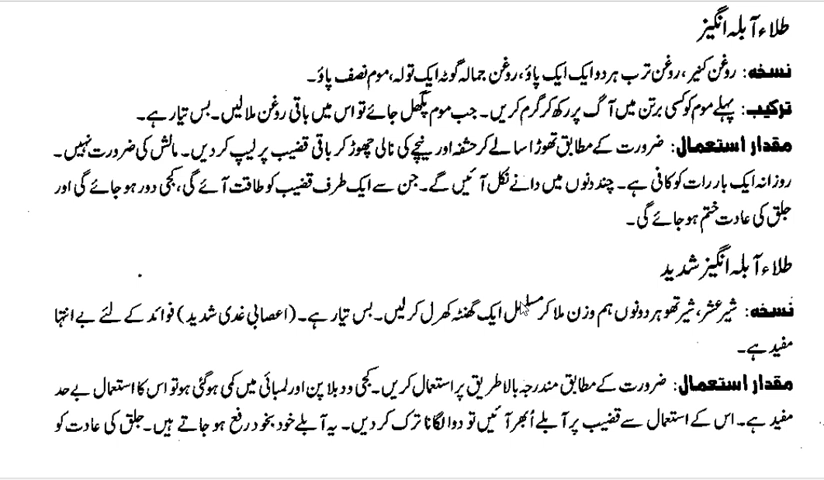 طلاء آبلہ انگیز
نسخہ: روغن کنیر، روغن ترب ہر دو ایک ایک پاؤ، روغن جمالہ گوٹہ ایک تولہ، موم نصف پاؤ۔
ترکیب: پہلے موم کو کسی برتن میں آگ پر رکھ کر گرم کریں۔ جب موم پگھل جائے تو اس میں باقی روغن ملا لیں۔ بس تیار ہے۔
مقدار استعمال: ضرورت کے مطابق تھوڑا سا لے کر حشفہ اور نیچے کی نالی چھوڑ کر باقی قضیب پر لیپ کر دیں۔ مالش کی ضرورت نہیں۔
روزانہ ایک بار رات کو کافی ہے۔ چند دنوں میں دانے نکل آئیں گے۔ جن سے ایک طرف قضیب کو طاقت آئے گی، کجی دور ہو جائے گی اور
جلق کی عادت ختم ہو جائے گی۔
طلاء آبلہ انگیز شدید
نسخہ: شیر عشر، شیر تھوہر دونوں ہم وزن ملا کر مسلسل ایک گھنٹہ کھرل کر لیں۔ بس تیار ہے۔ (اعصابی غدی شدید) فوائد کے لئے بے انتہا
مفید ہے۔
مقدار استعمال: ضرورت کے مطابق مندرجہ بالا طریق پر استعمال کریں۔ کجی و دبلا پن اور لمبائی میں کمی ہو گئی ہو تو اس کا استعمال بے حد
مفید ہے۔ اس کے استعمال سے قضیب پر آبلے اُبھر آئیں تو دوا لگانا ترک کر دیں۔ یہ آبلے خود بخود رفع ہو جاتے ہیں۔ جلق کی عادت کو